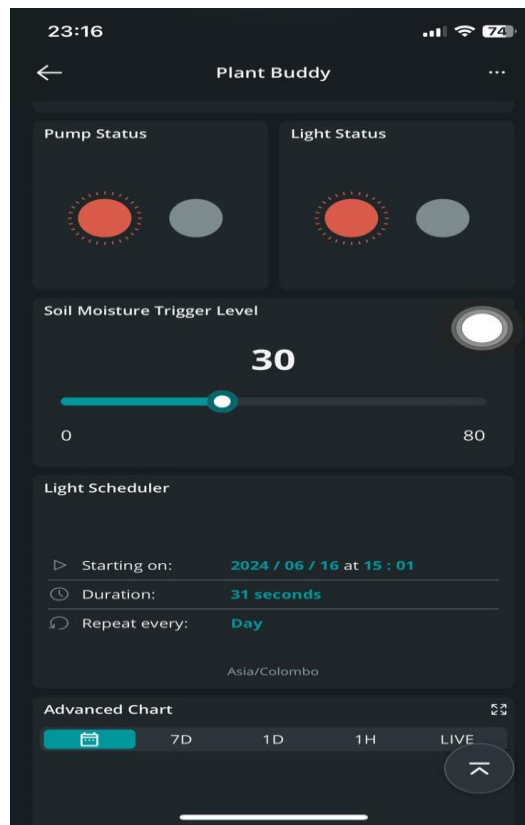 23:16
74
Plant Buddy
Pump Status
Light Status
Soil Moisture Trigger Level
30
0
80
Light Scheduler
Starting on: 2024 / 06 / 16 at 15 : 01
Duration: 31 seconds
Repeat every: Day
Asia/Colombo
Advanced Chart
7D 1D 1H LIVE